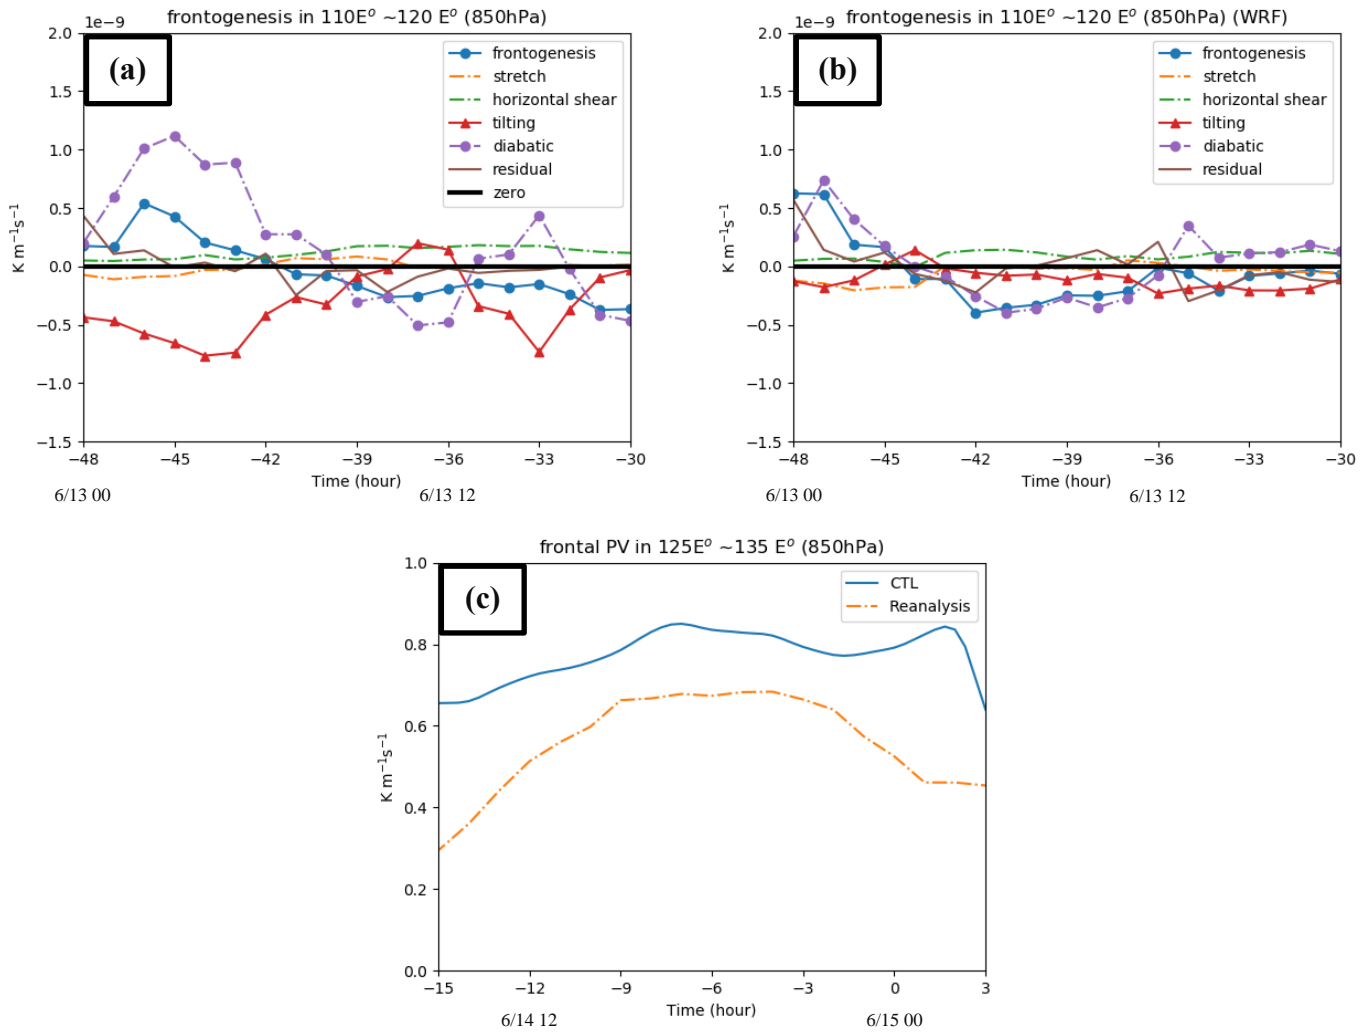 frontogenesis in 110Eᵒ ~120 Eᵒ (850hPa)
1e−9
(a)
frontogenesis
stretch
horizontal shear
tilting
diabatic
residual
zero
2.0
1.5
1.0
0.5
0.0
−0.5
−1.0
−1.5
K m⁻¹s⁻¹
−48 −45 −42 −39 −36 −33 −30
Time (hour)
6/13 00 6/13 12
frontogenesis in 110Eᵒ ~120 Eᵒ (850hPa) (WRF)
1e−9
(b)
frontogenesis
stretch
horizontal shear
tilting
diabatic
residual
2.0
1.5
1.0
0.5
0.0
−0.5
−1.0
−1.5
K m⁻¹s⁻¹
−48 −45 −42 −39 −36 −33 −30
Time (hour)
6/13 00 6/13 12
frontal PV in 125Eᵒ ~135 Eᵒ (850hPa)
(c)
CTL
Reanalysis
1.0
0.8
0.6
0.4
0.2
0.0
K m⁻¹s⁻¹
−15 −12 −9 −6 −3 0 3
Time (hour)
6/14 12 6/15 00